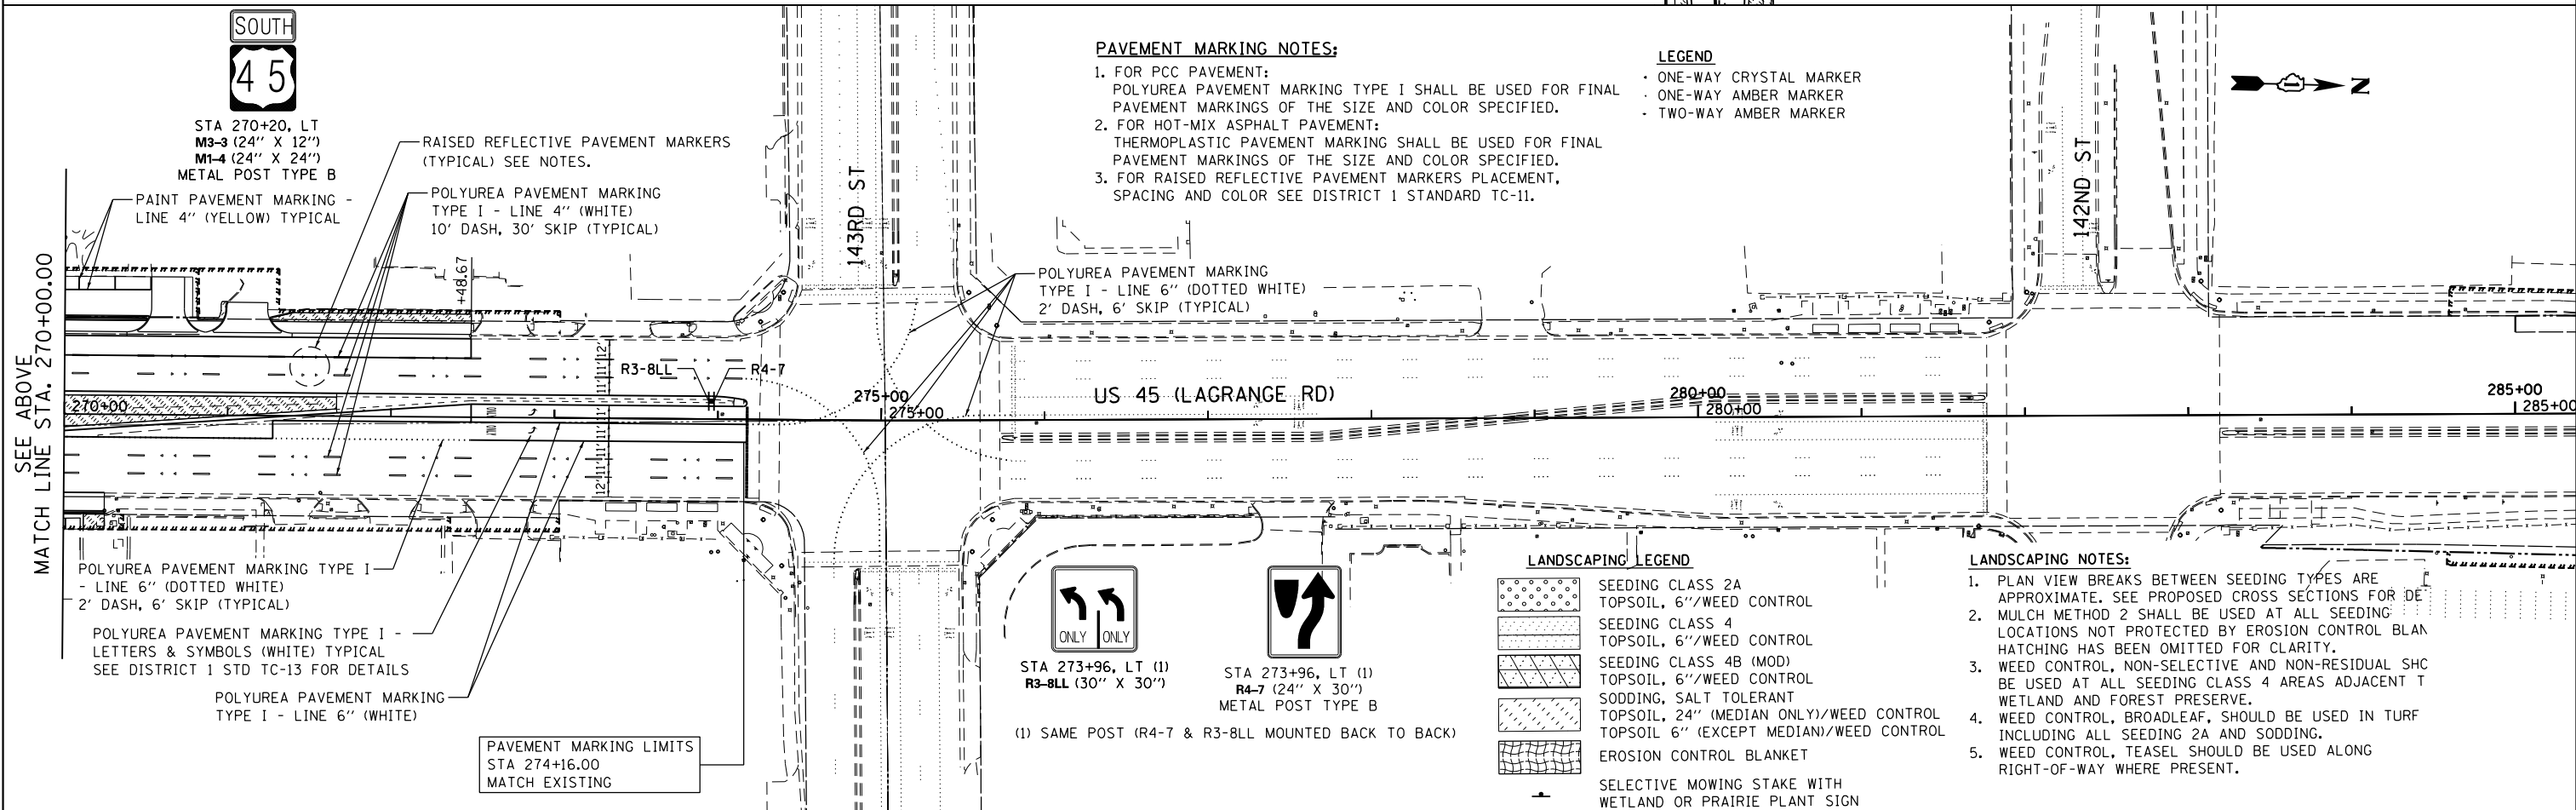 SOUTH
45
STA 270+20, LT
M3-3 (24'' X 12'')
M1-4 (24'' X 24'')
METAL POST TYPE B
PAINT PAVEMENT MARKING -
LINE 4'' (YELLOW) TYPICAL
RAISED REFLECTIVE PAVEMENT MARKERS
(TYPICAL) SEE NOTES.
POLYUREA PAVEMENT MARKING
TYPE I - LINE 4'' (WHITE)
10' DASH, 30' SKIP (TYPICAL)
SEE ABOVE
MATCH LINE STA. 270+00.00
+48.67
143RD ST
PAVEMENT MARKING NOTES:
1. FOR PCC PAVEMENT:
POLYUREA PAVEMENT MARKING TYPE I SHALL BE USED FOR FINAL
PAVEMENT MARKINGS OF THE SIZE AND COLOR SPECIFIED.
2. FOR HOT-MIX ASPHALT PAVEMENT:
THERMOPLASTIC PAVEMENT MARKING SHALL BE USED FOR FINAL
PAVEMENT MARKINGS OF THE SIZE AND COLOR SPECIFIED.
3. FOR RAISED REFLECTIVE PAVEMENT MARKERS PLACEMENT,
SPACING AND COLOR SEE DISTRICT 1 STANDARD TC-11.
LEGEND
ONE-WAY CRYSTAL MARKER
ONE-WAY AMBER MARKER
TWO-WAY AMBER MARKER
142ND ST
N
POLYUREA PAVEMENT MARKING
TYPE I - LINE 6'' (DOTTED WHITE)
2' DASH, 6' SKIP (TYPICAL)
12'
11'
11'
11'
11'
11'
11'
12'
R3-8LL
R4-7
270+00
275+00
275+00
US 45 (LAGRANGE RD)
280+00
280+00
285+00
285+00
POLYUREA PAVEMENT MARKING TYPE I
- LINE 6'' (DOTTED WHITE)
2' DASH, 6' SKIP (TYPICAL)
POLYUREA PAVEMENT MARKING TYPE I -
LETTERS & SYMBOLS (WHITE) TYPICAL
SEE DISTRICT 1 STD TC-13 FOR DETAILS
POLYUREA PAVEMENT MARKING
TYPE I - LINE 6'' (WHITE)
PAVEMENT MARKING LIMITS
STA 274+16.00
MATCH EXISTING
ONLY ONLY
STA 273+96, LT (1)
R3-8LL (30'' X 30'')
STA 273+96, LT (1)
R4-7 (24'' X 30'')
METAL POST TYPE B
(1) SAME POST (R4-7 & R3-8LL MOUNTED BACK TO BACK)
LANDSCAPING LEGEND
SEEDING CLASS 2A
TOPSOIL, 6''/WEED CONTROL
SEEDING CLASS 4
TOPSOIL, 6''/WEED CONTROL
SEEDING CLASS 4B (MOD)
TOPSOIL, 6''/WEED CONTROL
SODDING, SALT TOLERANT
TOPSOIL, 24'' (MEDIAN ONLY)/WEED CONTROL
TOPSOIL 6'' (EXCEPT MEDIAN)/WEED CONTROL
EROSION CONTROL BLANKET
SELECTIVE MOWING STAKE WITH
WETLAND OR PRAIRIE PLANT SIGN
LANDSCAPING NOTES:
1. PLAN VIEW BREAKS BETWEEN SEEDING TYPES ARE
APPROXIMATE. SEE PROPOSED CROSS SECTIONS FOR DE
2. MULCH METHOD 2 SHALL BE USED AT ALL SEEDING
LOCATIONS NOT PROTECTED BY EROSION CONTROL BLAN
HATCHING HAS BEEN OMITTED FOR CLARITY.
3. WEED CONTROL, NON-SELECTIVE AND NON-RESIDUAL SHO
BE USED AT ALL SEEDING CLASS 4 AREAS ADJACENT T
WETLAND AND FOREST PRESERVE.
4. WEED CONTROL, BROADLEAF, SHOULD BE USED IN TURF
INCLUDING ALL SEEDING 2A AND SODDING.
5. WEED CONTROL, TEASEL SHOULD BE USED ALONG
RIGHT-OF-WAY WHERE PRESENT.